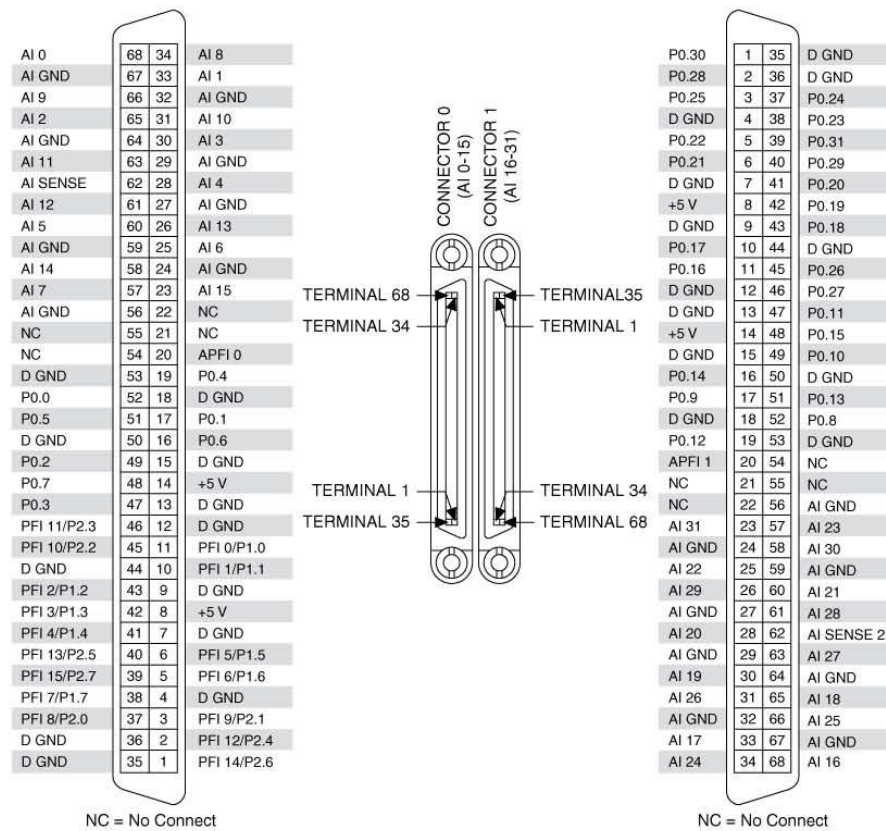 AI 0 68 34 AI 8
AI GND 67 33 AI 1
AI 9 66 32 AI GND
AI 2 65 31 AI 10
AI GND 64 30 AI 3
AI 11 63 29 AI GND
AI SENSE 62 28 AI 4
AI 12 61 27 AI GND
AI 5 60 26 AI 13
AI GND 59 25 AI 6
AI 14 58 24 AI GND
AI 7 57 23 AI 15
AI GND 56 22 NC
NC 55 21 NC
NC 54 20 APFI 0
D GND 53 19 P0.4
P0.0 52 18 D GND
P0.5 51 17 P0.1
D GND 50 16 P0.6
P0.2 49 15 D GND
P0.7 48 14 +5 V
P0.3 47 13 D GND
PFI 11/P2.3 46 12 D GND
PFI 10/P2.2 45 11 PFI 0/P1.0
D GND 44 10 PFI 1/P1.1
PFI 2/P1.2 43 9 D GND
PFI 3/P1.3 42 8 +5 V
PFI 4/P1.4 41 7 D GND
PFI 13/P2.5 40 6 PFI 5/P1.5
PFI 15/P2.7 39 5 PFI 6/P1.6
PFI 7/P1.7 38 4 D GND
PFI 8/P2.0 37 3 PFI 9/P2.1
D GND 36 2 PFI 12/P2.4
D GND 35 1 PFI 14/P2.6
NC = No Connect
CONNECTOR 0
(AI 0-15)
CONNECTOR 1
(AI 16-31)
TERMINAL 68
TERMINAL 34
TERMINAL35
TERMINAL 1
TERMINAL 1
TERMINAL 35
TERMINAL 34
TERMINAL 68
P0.30 1 35 D GND
P0.28 2 36 D GND
P0.25 3 37 P0.24
D GND 4 38 P0.23
P0.22 5 39 P0.31
P0.21 6 40 P0.29
D GND 7 41 P0.20
+5 V 8 42 P0.19
D GND 9 43 P0.18
P0.17 10 44 D GND
P0.16 11 45 P0.26
D GND 12 46 P0.27
D GND 13 47 P0.11
+5 V 14 48 P0.15
D GND 15 49 P0.10
P0.14 16 50 D GND
P0.9 17 51 P0.13
D GND 18 52 P0.8
P0.12 19 53 D GND
APFI 1 20 54 NC
NC 21 55 NC
NC 22 56 AI GND
AI 31 23 57 AI 23
AI GND 24 58 AI 30
AI 22 25 59 AI GND
AI 29 26 60 AI 21
AI GND 27 61 AI 28
AI 20 28 62 AI SENSE 2
AI GND 29 63 AI 27
AI 19 30 64 AI GND
AI 26 31 65 AI 18
AI GND 32 66 AI 25
AI 17 33 67 AI GND
AI 24 34 68 AI 16
NC = No Connect